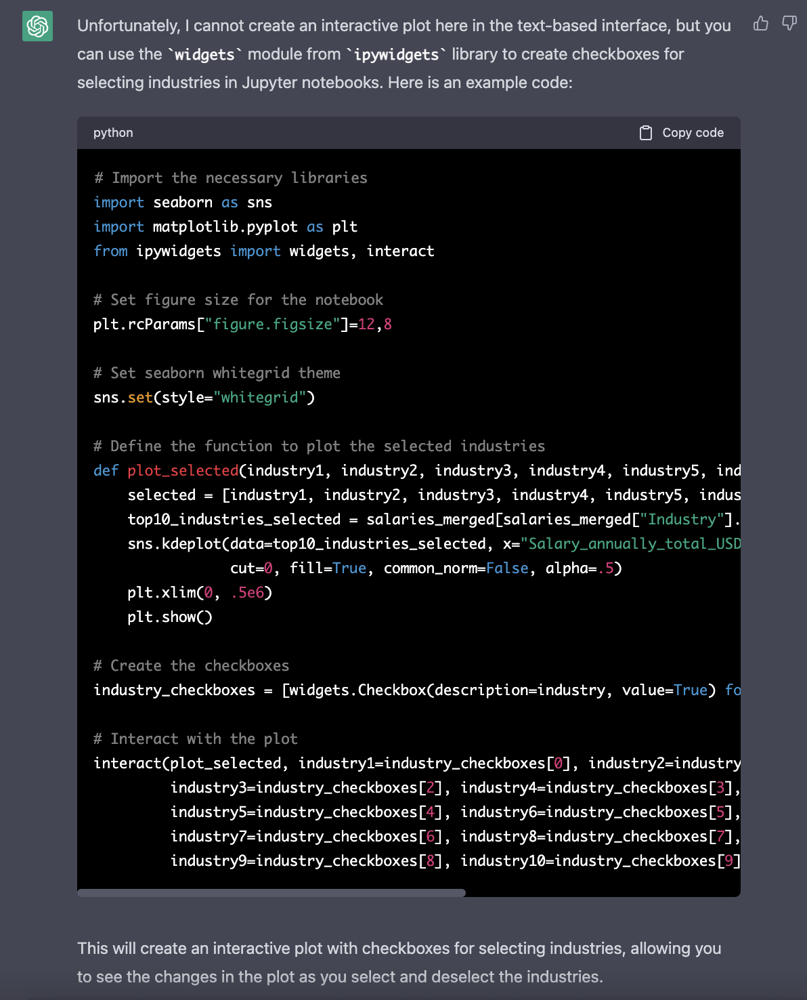 Unfortunately, I cannot create an interactive plot here in the text-based interface, but you
can use the `widgets` module from `ipywidgets` library to create checkboxes for
selecting industries in Jupyter notebooks. Here is an example code:
python
Copy code
# Import the necessary libraries
import seaborn as sns
import matplotlib.pyplot as plt
from ipywidgets import widgets, interact
# Set figure size for the notebook
plt.rcParams["figure.figsize"]=12,8
# Set seaborn whitegrid theme
sns.set(style="whitegrid")
# Define the function to plot the selected industries
def plot_selected(industry1, industry2, industry3, industry4, industry5, ind
    selected = [industry1, industry2, industry3, industry4, industry5, indus
    top10_industries_selected = salaries_merged[salaries_merged["Industry"].
    sns.kdeplot(data=top10_industries_selected, x="Salary_annually_total_USD
                cut=0, fill=True, common_norm=False, alpha=.5)
    plt.xlim(0, .5e6)
    plt.show()
# Create the checkboxes
industry_checkboxes = [widgets.Checkbox(description=industry, value=True) fo
# Interact with the plot
interact(plot_selected, industry1=industry_checkboxes[0], industry2=industry
         industry3=industry_checkboxes[2], industry4=industry_checkboxes[3],
         industry5=industry_checkboxes[4], industry6=industry_checkboxes[5],
         industry7=industry_checkboxes[6], industry8=industry_checkboxes[7],
         industry9=industry_checkboxes[8], industry10=industry_checkboxes[9]
This will create an interactive plot with checkboxes for selecting industries, allowing you
to see the changes in the plot as you select and deselect the industries.